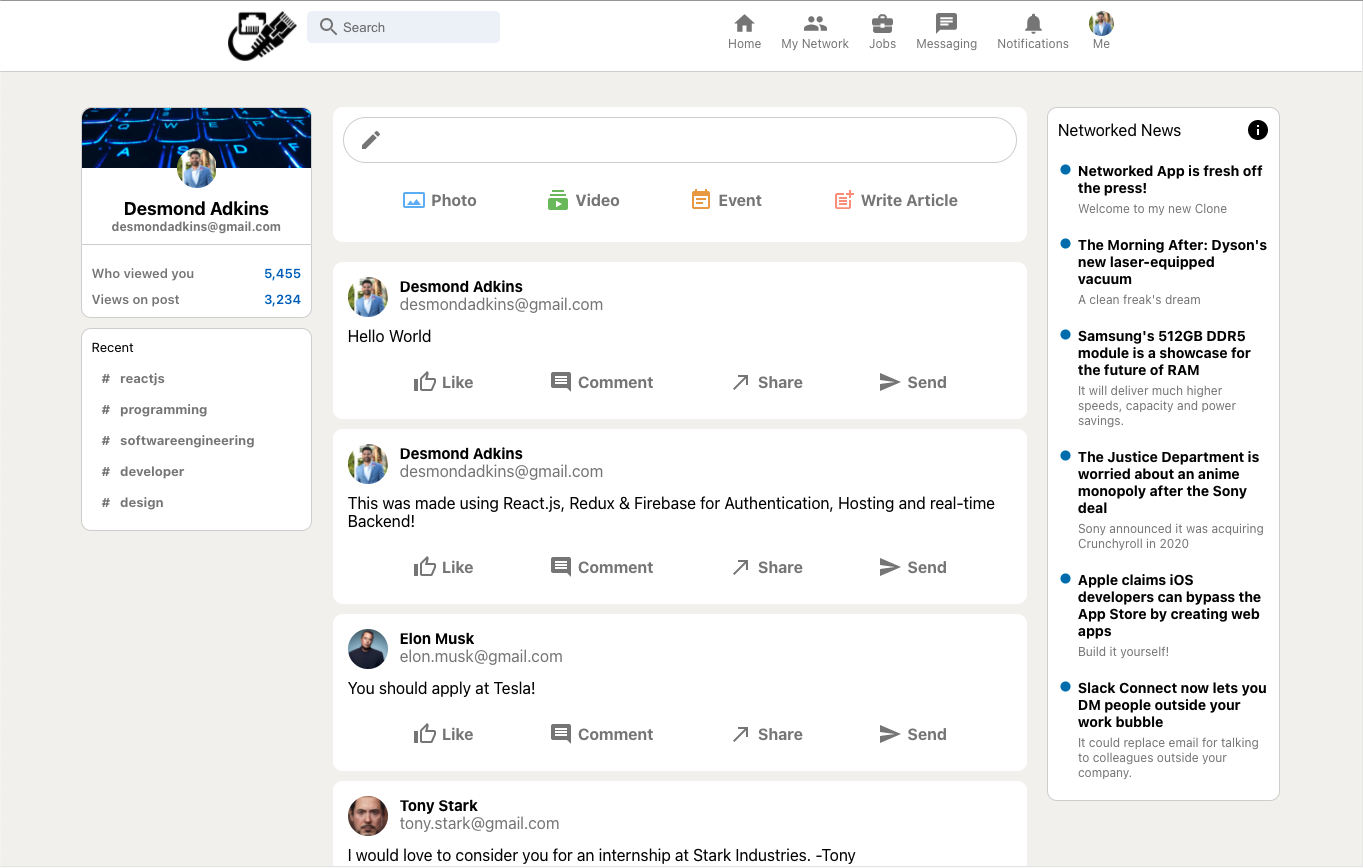 Search
Home
My Network
Jobs
Messaging
Notifications
Me
Q W E R T
A S D F
Desmond Adkins
desmondadkins@gmail.com
Who viewed you 5,455
Views on post 3,234
Recent
# reactjs
# programming
# softwareengineering
# developer
# design
Photo
Video
Event
Write Article
Desmond Adkins
desmondadkins@gmail.com
Hello World
Like
Comment
Share
Send
Desmond Adkins
desmondadkins@gmail.com
This was made using React.js, Redux & Firebase for Authentication, Hosting and real-time
Backend!
Like
Comment
Share
Send
Elon Musk
elon.musk@gmail.com
You should apply at Tesla!
Like
Comment
Share
Send
Tony Stark
tony.stark@gmail.com
I would love to consider you for an internship at Stark Industries. -Tony
Networked News
Networked App is fresh off
the press!
Welcome to my new Clone
The Morning After: Dyson's
new laser-equipped
vacuum
A clean freak's dream
Samsung's 512GB DDR5
module is a showcase for
the future of RAM
It will deliver much higher
speeds, capacity and power
savings.
The Justice Department is
worried about an anime
monopoly after the Sony
deal
Sony announced it was acquiring
Crunchyroll in 2020
Apple claims iOS
developers can bypass the
App Store by creating web
apps
Build it yourself!
Slack Connect now lets you
DM people outside your
work bubble
It could replace email for talking
to colleagues outside your
company.